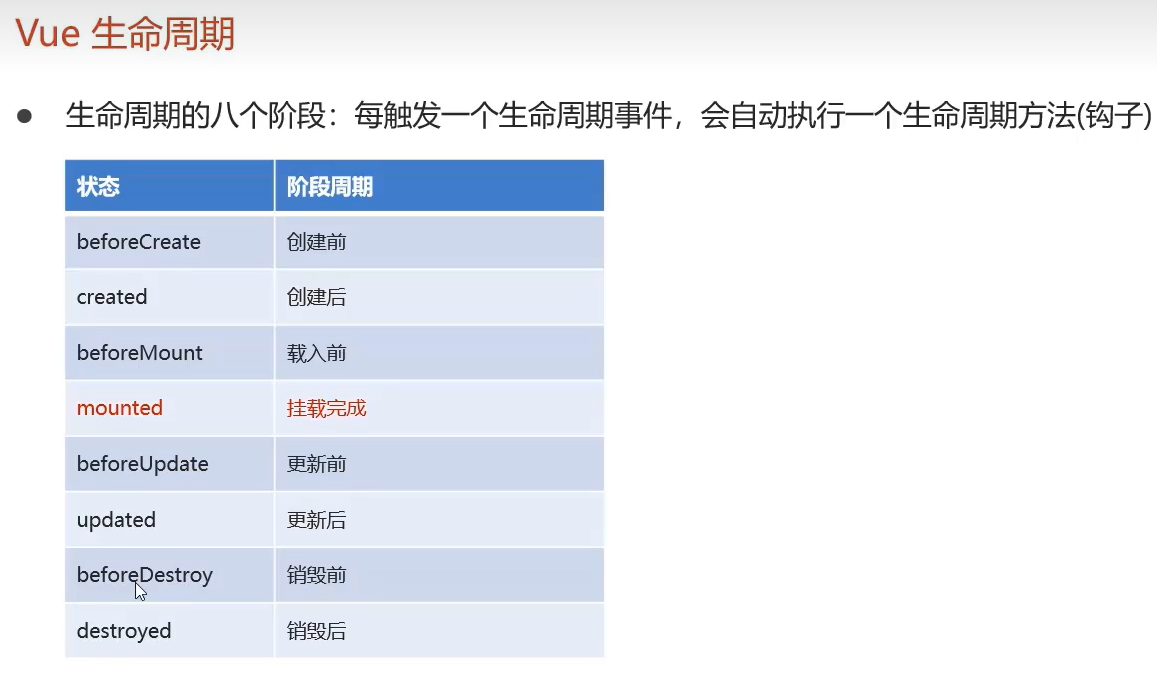 Vue 生命周期
● 生命周期的八个阶段：每触发一个生命周期事件，会自动执行一个生命周期方法(钩子)
状态 阶段周期
beforeCreate 创建前
created 创建后
beforeMount 载入前
mounted 挂载完成
beforeUpdate 更新前
updated 更新后
beforeDestroy 销毁前
destroyed 销毁后